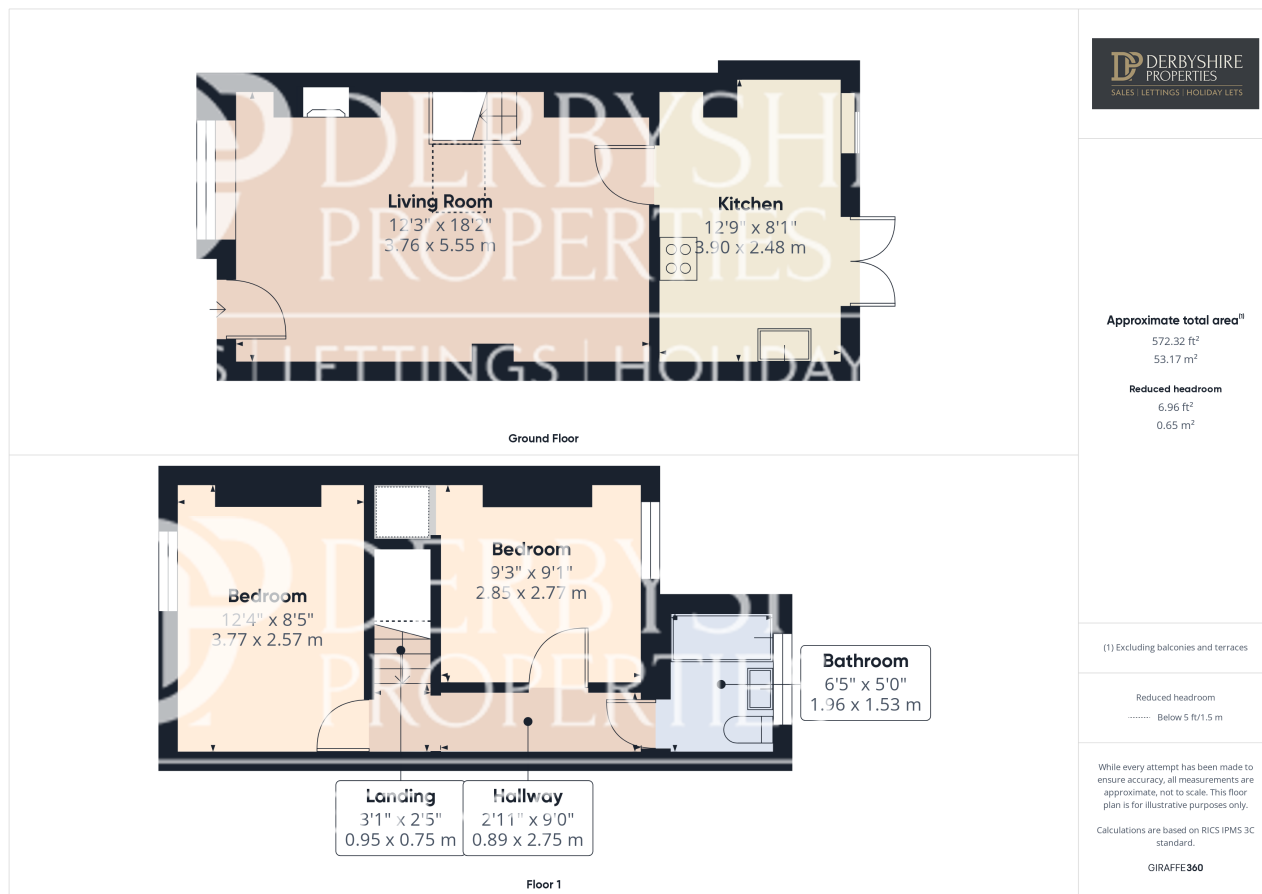 Living Room
12'3" x 18'2"
3.76 x 5.55 m
Kitchen
12'9" x 8'1"
3.90 x 2.48 m
DERBYSHI
PROPERTIES
S | LETTINGS | HOLIDAY
Ground Floor
Bedroom
12'4" x 8'5"
3.77 x 2.57 m
Bedroom
9'3" x 9'1"
2.85 x 2.77 m
DERBYSHI
PROPERTIES
Bathroom
6'5" x 5'0"
1.96 x 1.53 m
Landing
3'1" x 2'5"
0.95 x 0.75 m
Hallway
2'11" x 9'0"
0.89 x 2.75 m
Floor 1
DERBYSHIRE
PROPERTIES
SALES | LETTINGS | HOLIDAY LETS
Approximate total area(1)
572.32 ft²
53.17 m²
Reduced headroom
6.96 ft²
0.65 m²
(1) Excluding balconies and terraces
Reduced headroom
Below 5 ft/1.5 m
While every attempt has been made to
ensure accuracy, all measurements are
approximate, not to scale. This floor
plan is for illustrative purposes only.
Calculations are based on RICS IPMS 3C
standard.
GIRAFFE360